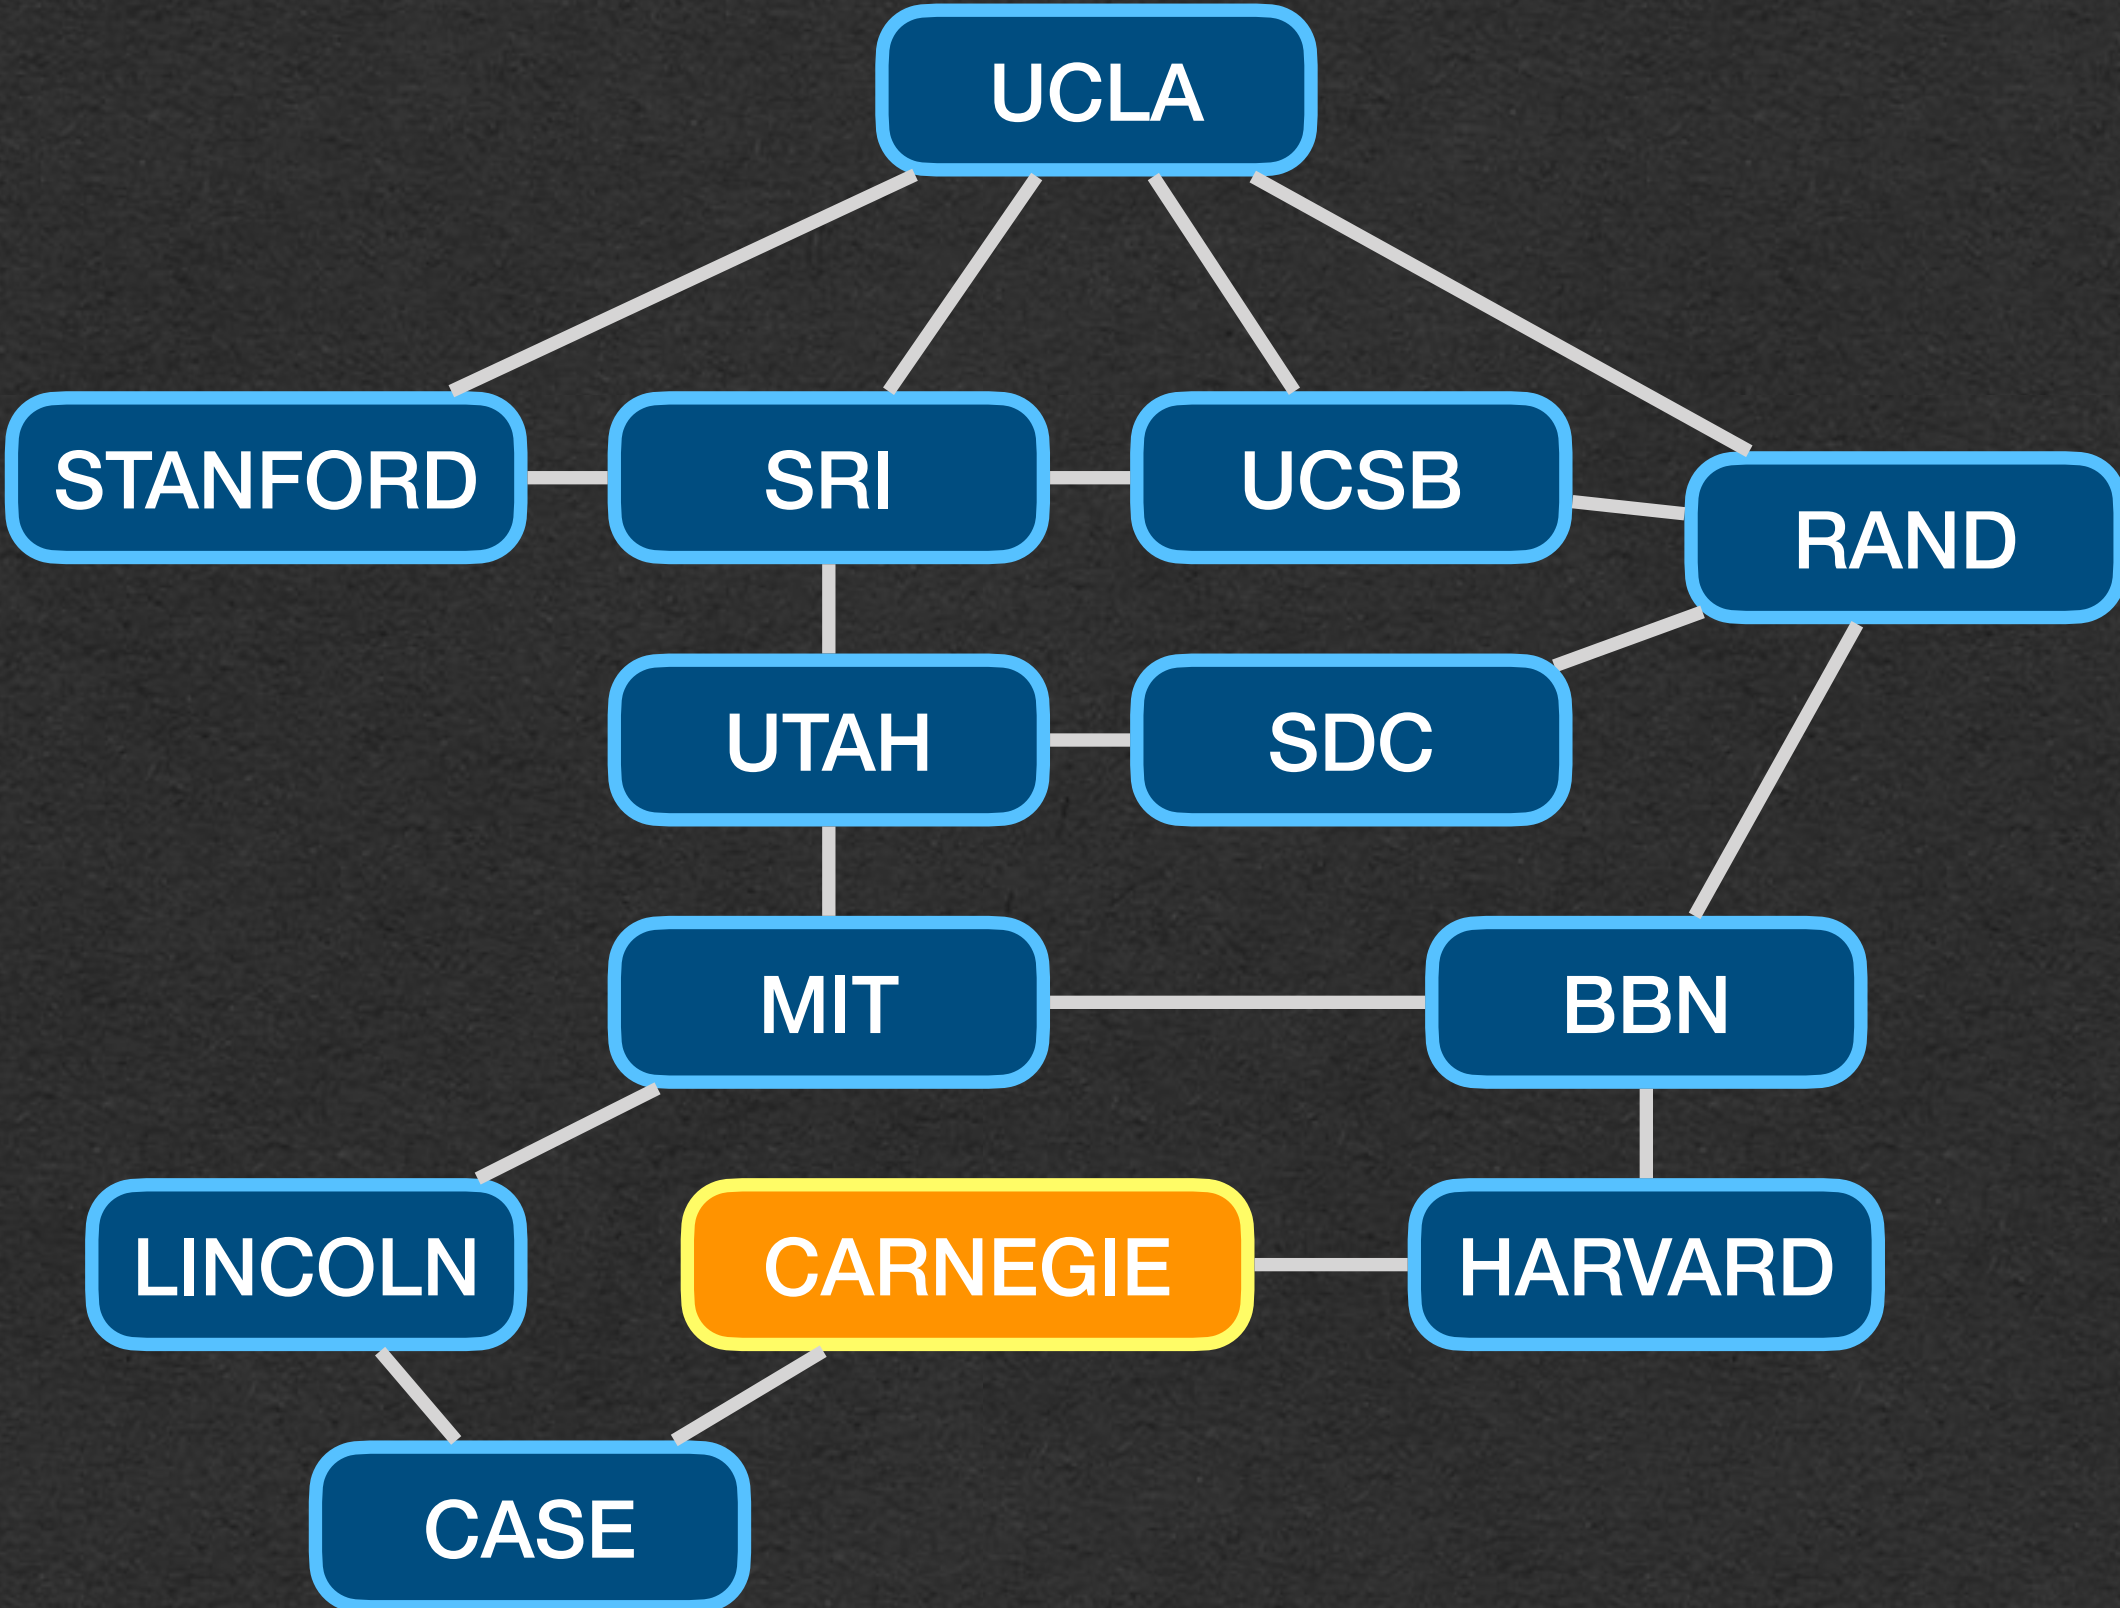 UCLA
STANFORD
SRI
UCSB
RAND
UTAH
SDC
MIT
BBN
LINCOLN
CARNEGIE
HARVARD
CASE